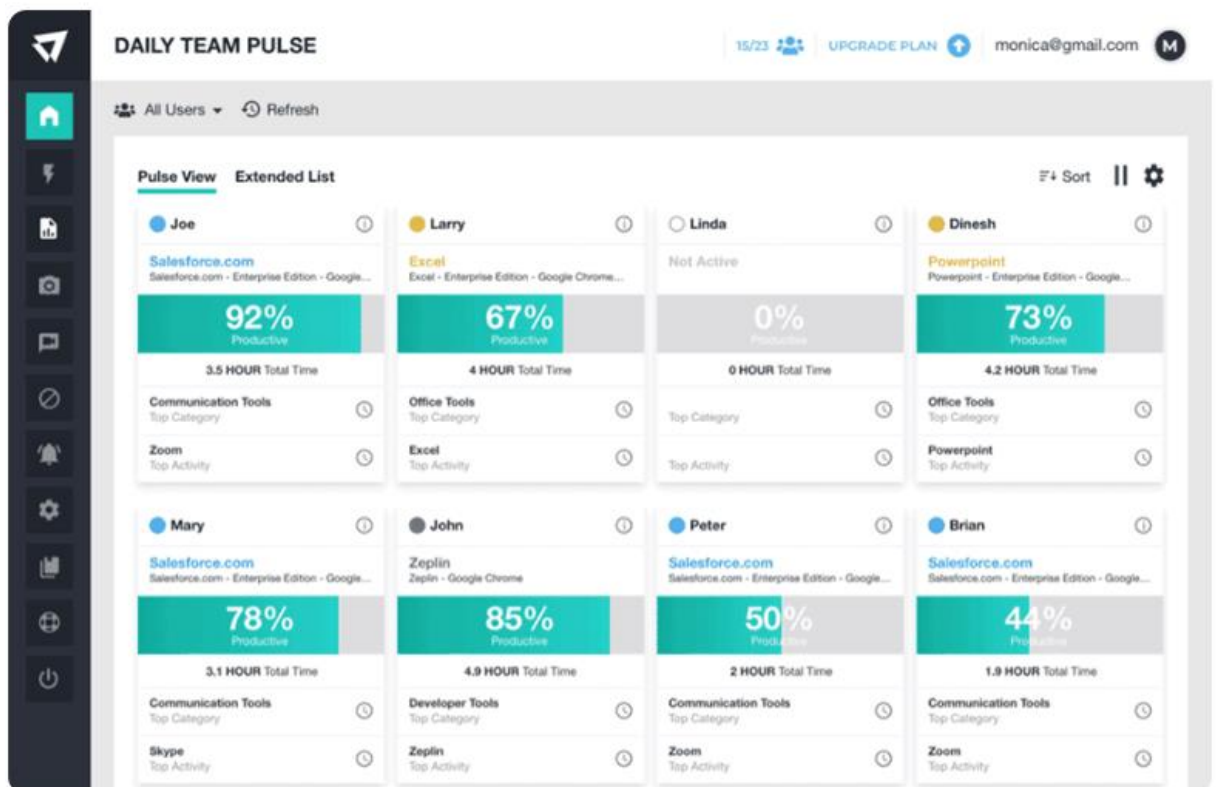 DAILY TEAM PULSE
15/23
UPGRADE PLAN
monica@gmail.com
M
All Users
Refresh
Pulse View
Extended List
Sort
Joe
Salesforce.com
Salesforce.com - Enterprise Edition - Google...
92%
Productive
3.5 HOUR Total Time
Communication Tools
Top Category
Zoom
Top Activity
Larry
Excel
Excel - Enterprise Edition - Google Chrome...
67%
Productive
4 HOUR Total Time
Office Tools
Top Category
Excel
Top Activity
Linda
Not Active
0%
Productive
0 HOUR Total Time
Top Category
Top Activity
Dinesh
Powerpoint
Powerpoint - Enterprise Edition - Google...
73%
Productive
4.2 HOUR Total Time
Office Tools
Top Category
Powerpoint
Top Activity
Mary
Salesforce.com
Salesforce.com - Enterprise Edition - Google...
78%
Productive
3.1 HOUR Total Time
Communication Tools
Top Category
Skype
Top Activity
John
Zeplin
Zeplin - Google Chrome
85%
Productive
4.9 HOUR Total Time
Developer Tools
Top Category
Zeplin
Top Activity
Peter
Salesforce.com
Salesforce.com - Enterprise Edition - Google...
50%
Productive
2 HOUR Total Time
Communication Tools
Top Category
Zoom
Top Activity
Brian
Salesforce.com
Salesforce.com - Enterprise Edition - Google...
44%
Productive
1.9 HOUR Total Time
Communication Tools
Top Category
Zoom
Top Activity